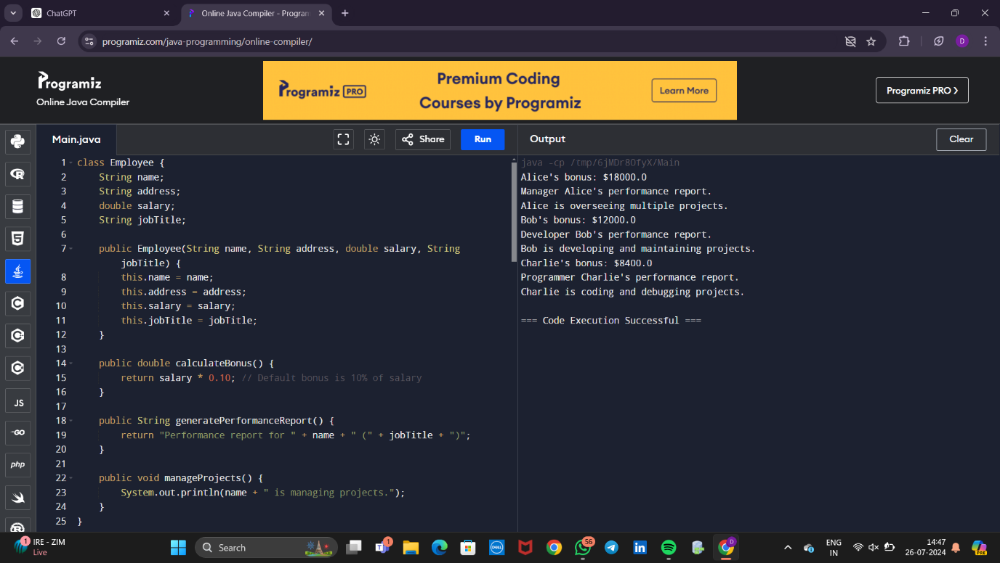 ChatGPT
Online Java Compiler - Program
programiz.com/java-programming/online-compiler/
D
Programiz
Online Java Compiler
Programiz PRO
Premium Coding
Courses by Programiz
Learn More
Programiz PRO
Main.java
Share
Run
Output
Clear
1 class Employee {
2 String name;
3 String address;
4 double salary;
5 String jobTitle;
6
7 public Employee(String name, String address, double salary, String
jobTitle) {
8 this.name = name;
9 this.address = address;
10 this.salary = salary;
11 this.jobTitle = jobTitle;
12 }
13
14 public double calculateBonus() {
15 return salary * 0.10; // Default bonus is 10% of salary
16 }
17
18 public String generatePerformanceReport() {
19 return "Performance report for " + name + " (" + jobTitle + ")";
20 }
21
22 public void manageProjects() {
23 System.out.println(name + " is managing projects.");
24 }
25 }
java -cp /tmp/6jMDr8OfyX/Main
Alice's bonus: $18000.0
Manager Alice's performance report.
Alice is overseeing multiple projects.
Bob's bonus: $12000.0
Developer Bob's performance report.
Bob is developing and maintaining projects.
Charlie's bonus: $8400.0
Programmer Charlie's performance report.
Charlie is coding and debugging projects.
=== Code Execution Successful ===
JS
GO
php
1
IRE - ZIM
Live
Search
1
DELL
56
D
ENG
IN
14:47
26-07-2024
PRE